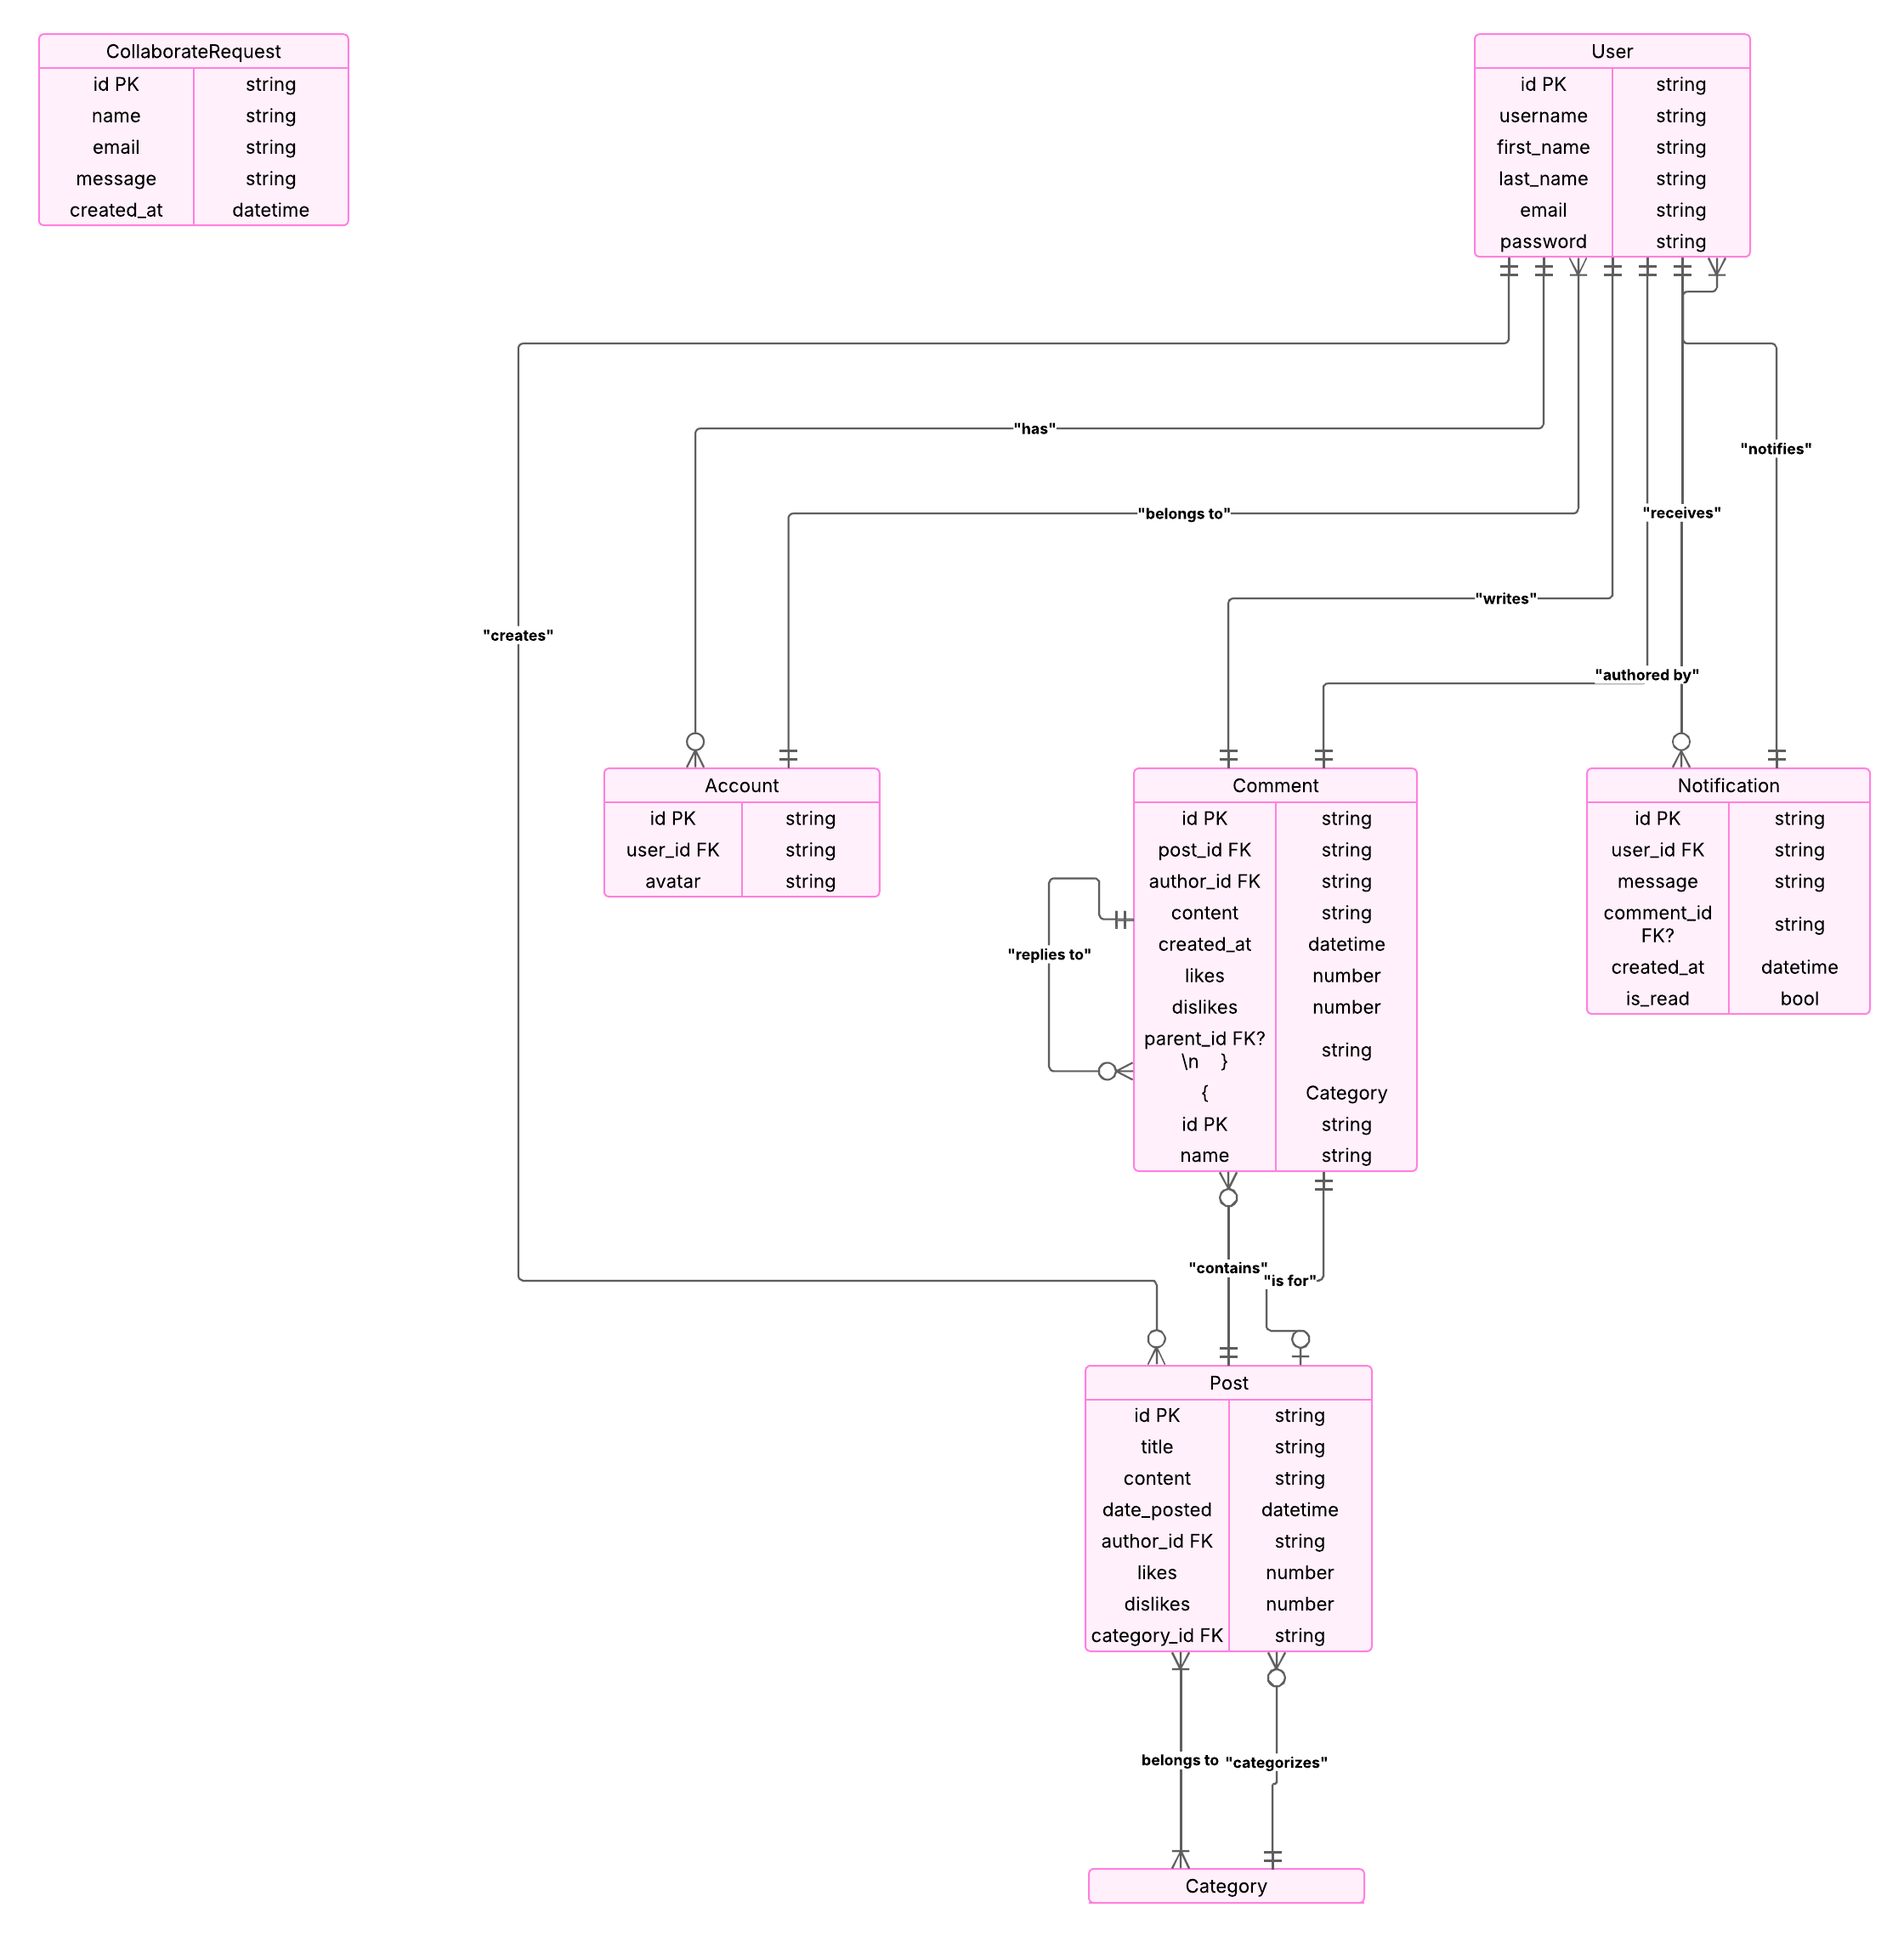 CollaborateRequest
id PK string
name string
email string
message string
created_at datetime
User
id PK string
username string
first_name string
last_name string
email string
password string
"has"
"notifies"
"belongs to"
"receives"
"writes"
"creates"
"authored by"
Account
id PK string
user_id FK string
avatar string
Comment
id PK string
post_id FK string
author_id FK string
content string
created_at datetime
likes number
dislikes number
parent_id FK?
\n } string
{ Category
id PK string
name string
"replies to"
Notification
id PK string
user_id FK string
message string
comment_id
FK? string
created_at datetime
is_read bool
"contains"
"is for"
Post
id PK string
title string
content string
date_posted datetime
author_id FK string
likes number
dislikes number
category_id FK string
belongs to
"categorizes"
Category